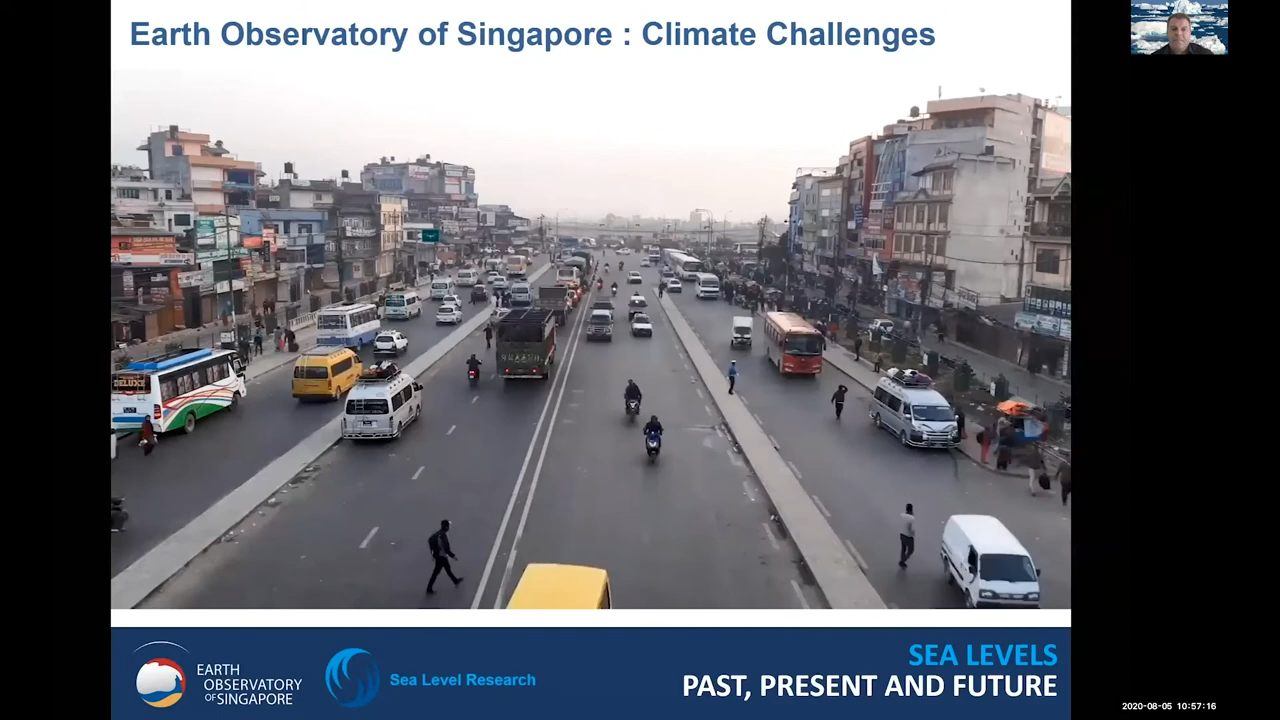 Earth Observatory of Singapore : Climate Challenges
DELUXE
EARTH
OBSERVATORY
OF SINGAPORE
Sea Level Research
SEA LEVELS
PAST, PRESENT AND FUTURE
2020-08-05 10:57:16